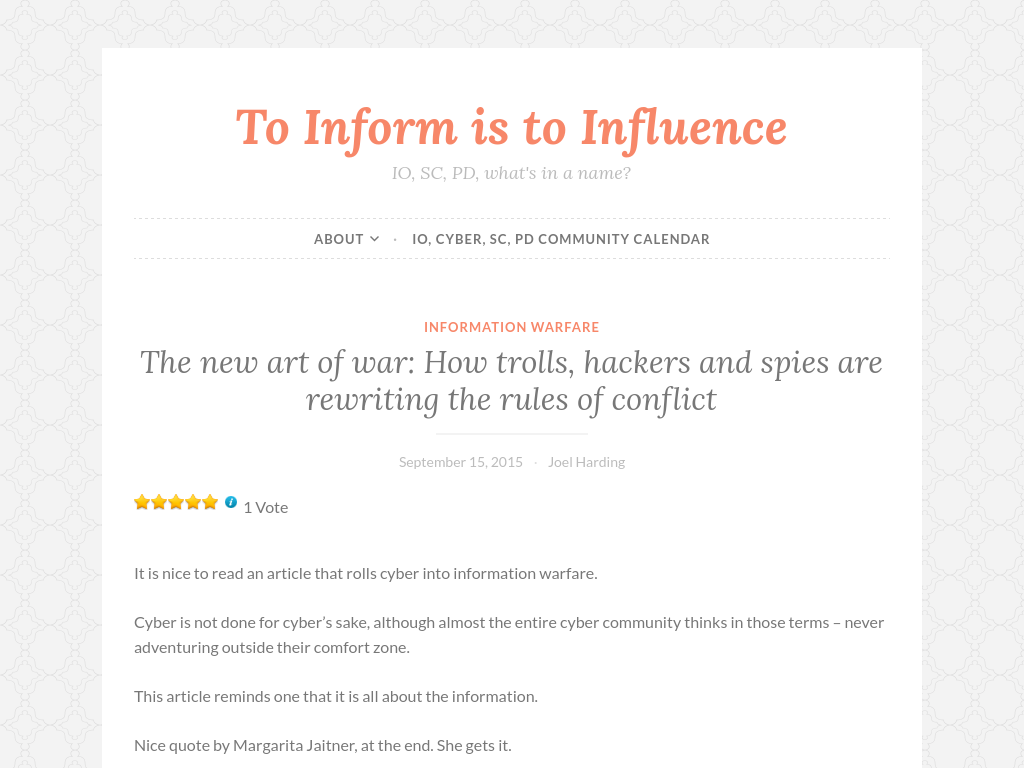 To Inform is to Influence
IO, SC, PD, what's in a name?
ABOUT · IO, CYBER, SC, PD COMMUNITY CALENDAR
INFORMATION WARFARE
The new art of war: How trolls, hackers and spies are
rewriting the rules of conflict
September 15, 2015 · Joel Harding
i 1 Vote
It is nice to read an article that rolls cyber into information warfare.
Cyber is not done for cyber’s sake, although almost the entire cyber community thinks in those terms – never
adventuring outside their comfort zone.
This article reminds one that it is all about the information.
Nice quote by Margarita Jaitner, at the end. She gets it.